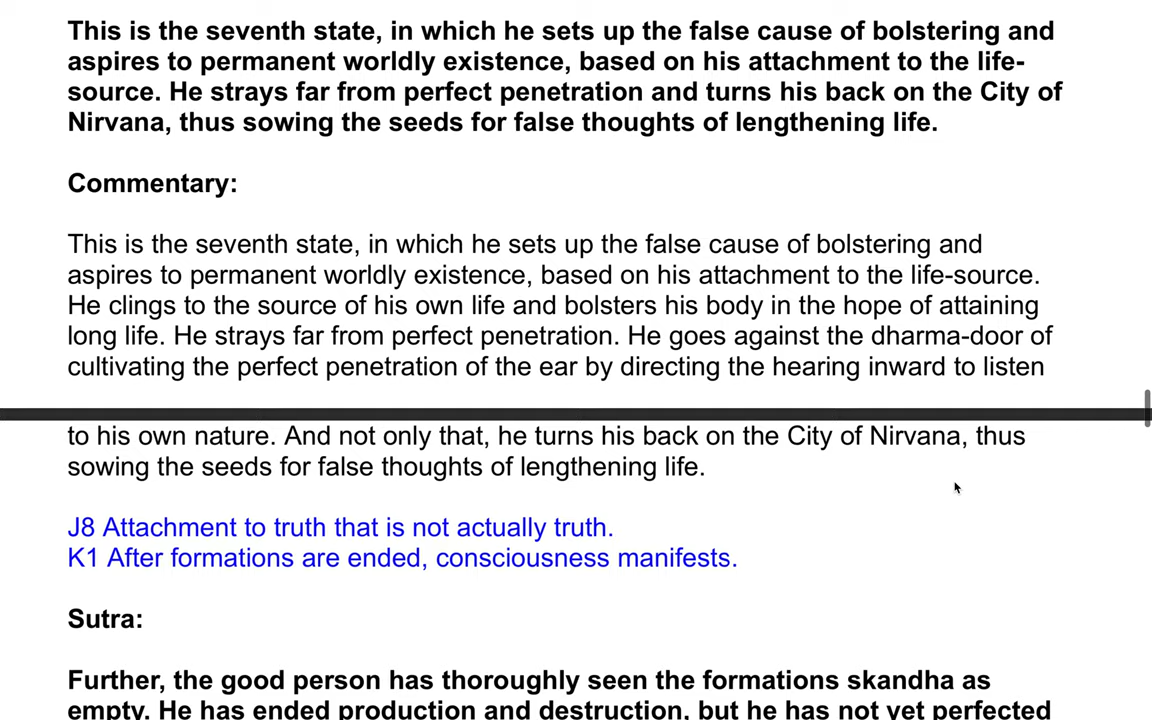 This is the seventh state, in which he sets up the false cause of bolstering and
aspires to permanent worldly existence, based on his attachment to the life-
source. He strays far from perfect penetration and turns his back on the City of
Nirvana, thus sowing the seeds for false thoughts of lengthening life.
Commentary:
This is the seventh state, in which he sets up the false cause of bolstering and
aspires to permanent worldly existence, based on his attachment to the life-source.
He clings to the source of his own life and bolsters his body in the hope of attaining
long life. He strays far from perfect penetration. He goes against the dharma-door of
cultivating the perfect penetration of the ear by directing the hearing inward to listen
to his own nature. And not only that, he turns his back on the City of Nirvana, thus
sowing the seeds for false thoughts of lengthening life.
J8 Attachment to truth that is not actually truth.
K1 After formations are ended, consciousness manifests.
Sutra:
Further, the good person has thoroughly seen the formations skandha as
empty. He has ended production and destruction, but he has not yet perfected